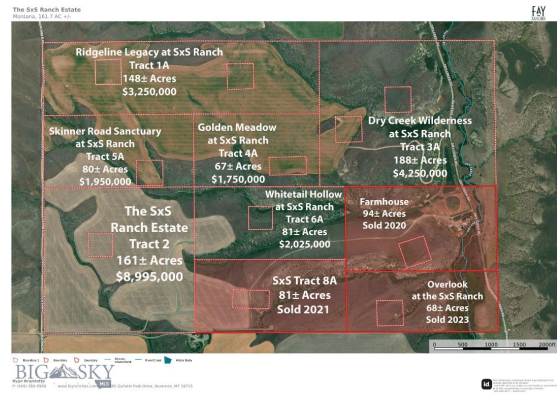 The SxS Ranch Estate
Montana, 161.7 AC +/-
FAY
Ridgeline Legacy at SxS Ranch
Tract 1A
148± Acres
$3,250,000
Dry Creek Wilderness
at SxS Ranch
Tract 3A
188± Acres
$4,250,000
Skinner Road Sanctuary
at SxS Ranch
Tract 5A
80± Acres
$1,950,000
Golden Meadow
at SxS Ranch
Tract 4A
67± Acres
$1,750,000
Whitetail Hollow
at SxS Ranch
Tract 6A
81± Acres
$2,025,000
Farmhouse
94± Acres
Sold 2020
The SxS
Ranch Estate
Tract 2
161± Acres
$8,995,000
SxS Tract 8A
81± Acres
Sold 2021
Overlook
at the SxS Ranch
68± Acres
Sold 2023
0 500 1000 1500 2000ft
Boundary Boundary
BIG SKY
MLS
id